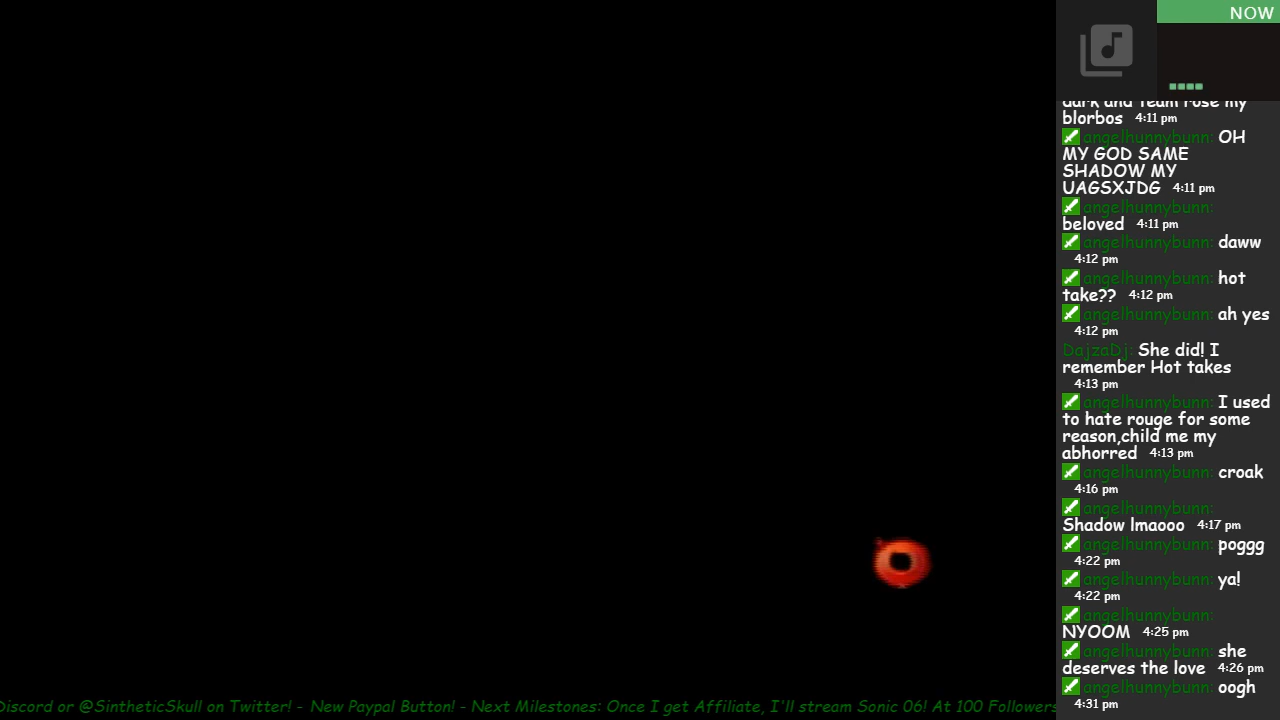 NOW
dark and Team rose my
blorbos 4:11 pm
angelhunnybunn: OH
MY GOD SAME
SHADOW MY
UAGSXJDG 4:11 pm
angelhunnybunn:
beloved 4:11 pm
angelhunnybunn: daww
4:12 pm
angelhunnybunn: hot
take?? 4:12 pm
angelhunnybunn: ah yes
4:12 pm
DajzaDj: She did! I
remember Hot takes
4:13 pm
angelhunnybunn: I used
to hate rouge for some
reason,child me my
abhorred 4:13 pm
angelhunnybunn: croak
4:16 pm
angelhunnybunn:
Shadow lmaooo 4:17 pm
angelhunnybunn: poggg
4:22 pm
angelhunnybunn: ya!
4:22 pm
angelhunnybunn:
NYOOM 4:25 pm
angelhunnybunn: she
deserves the love 4:26 pm
angelhunnybunn: oogh
4:31 pm
Discord or @SintheticSkull on Twitter! - New Paypal Button! - Next Milestones: Once I get Affiliate, I'll stream Sonic 06! At 100 Followers